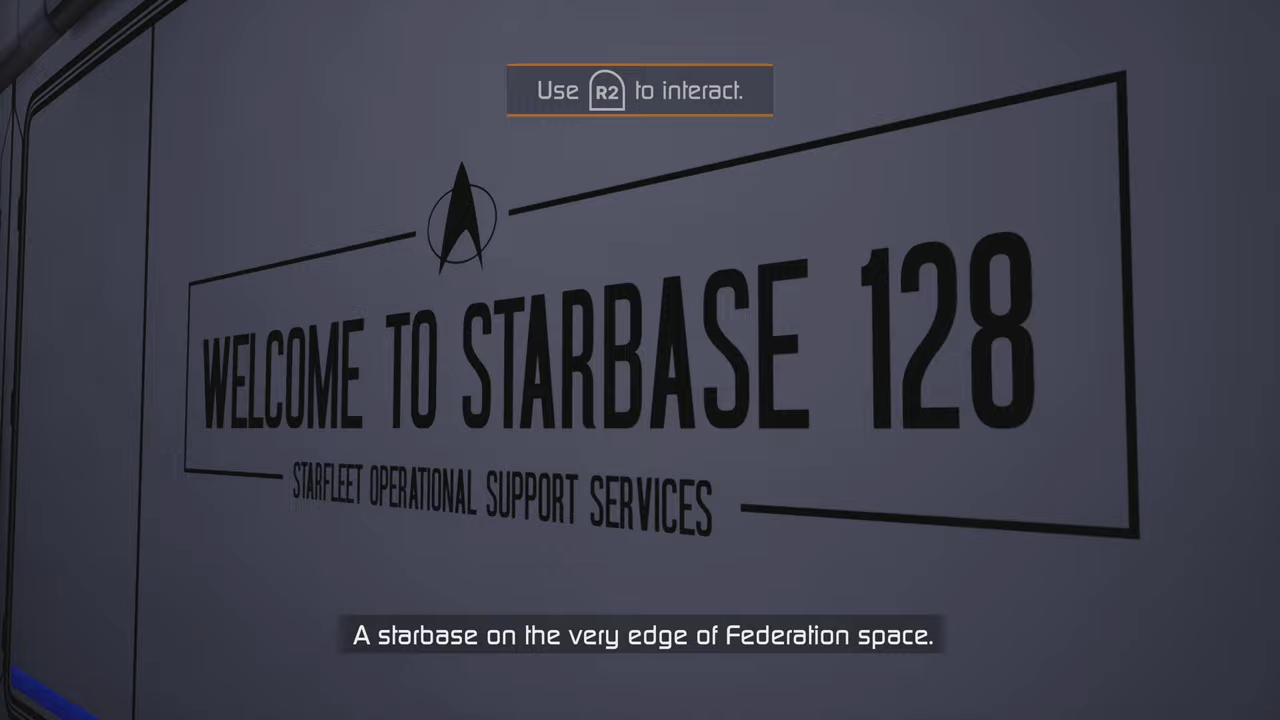 Use R2 to interact.
WELCOME TO STARBASE 128
STARFLEET OPERATIONAL SUPPORT SERVICES
A starbase on the very edge of Federation space.